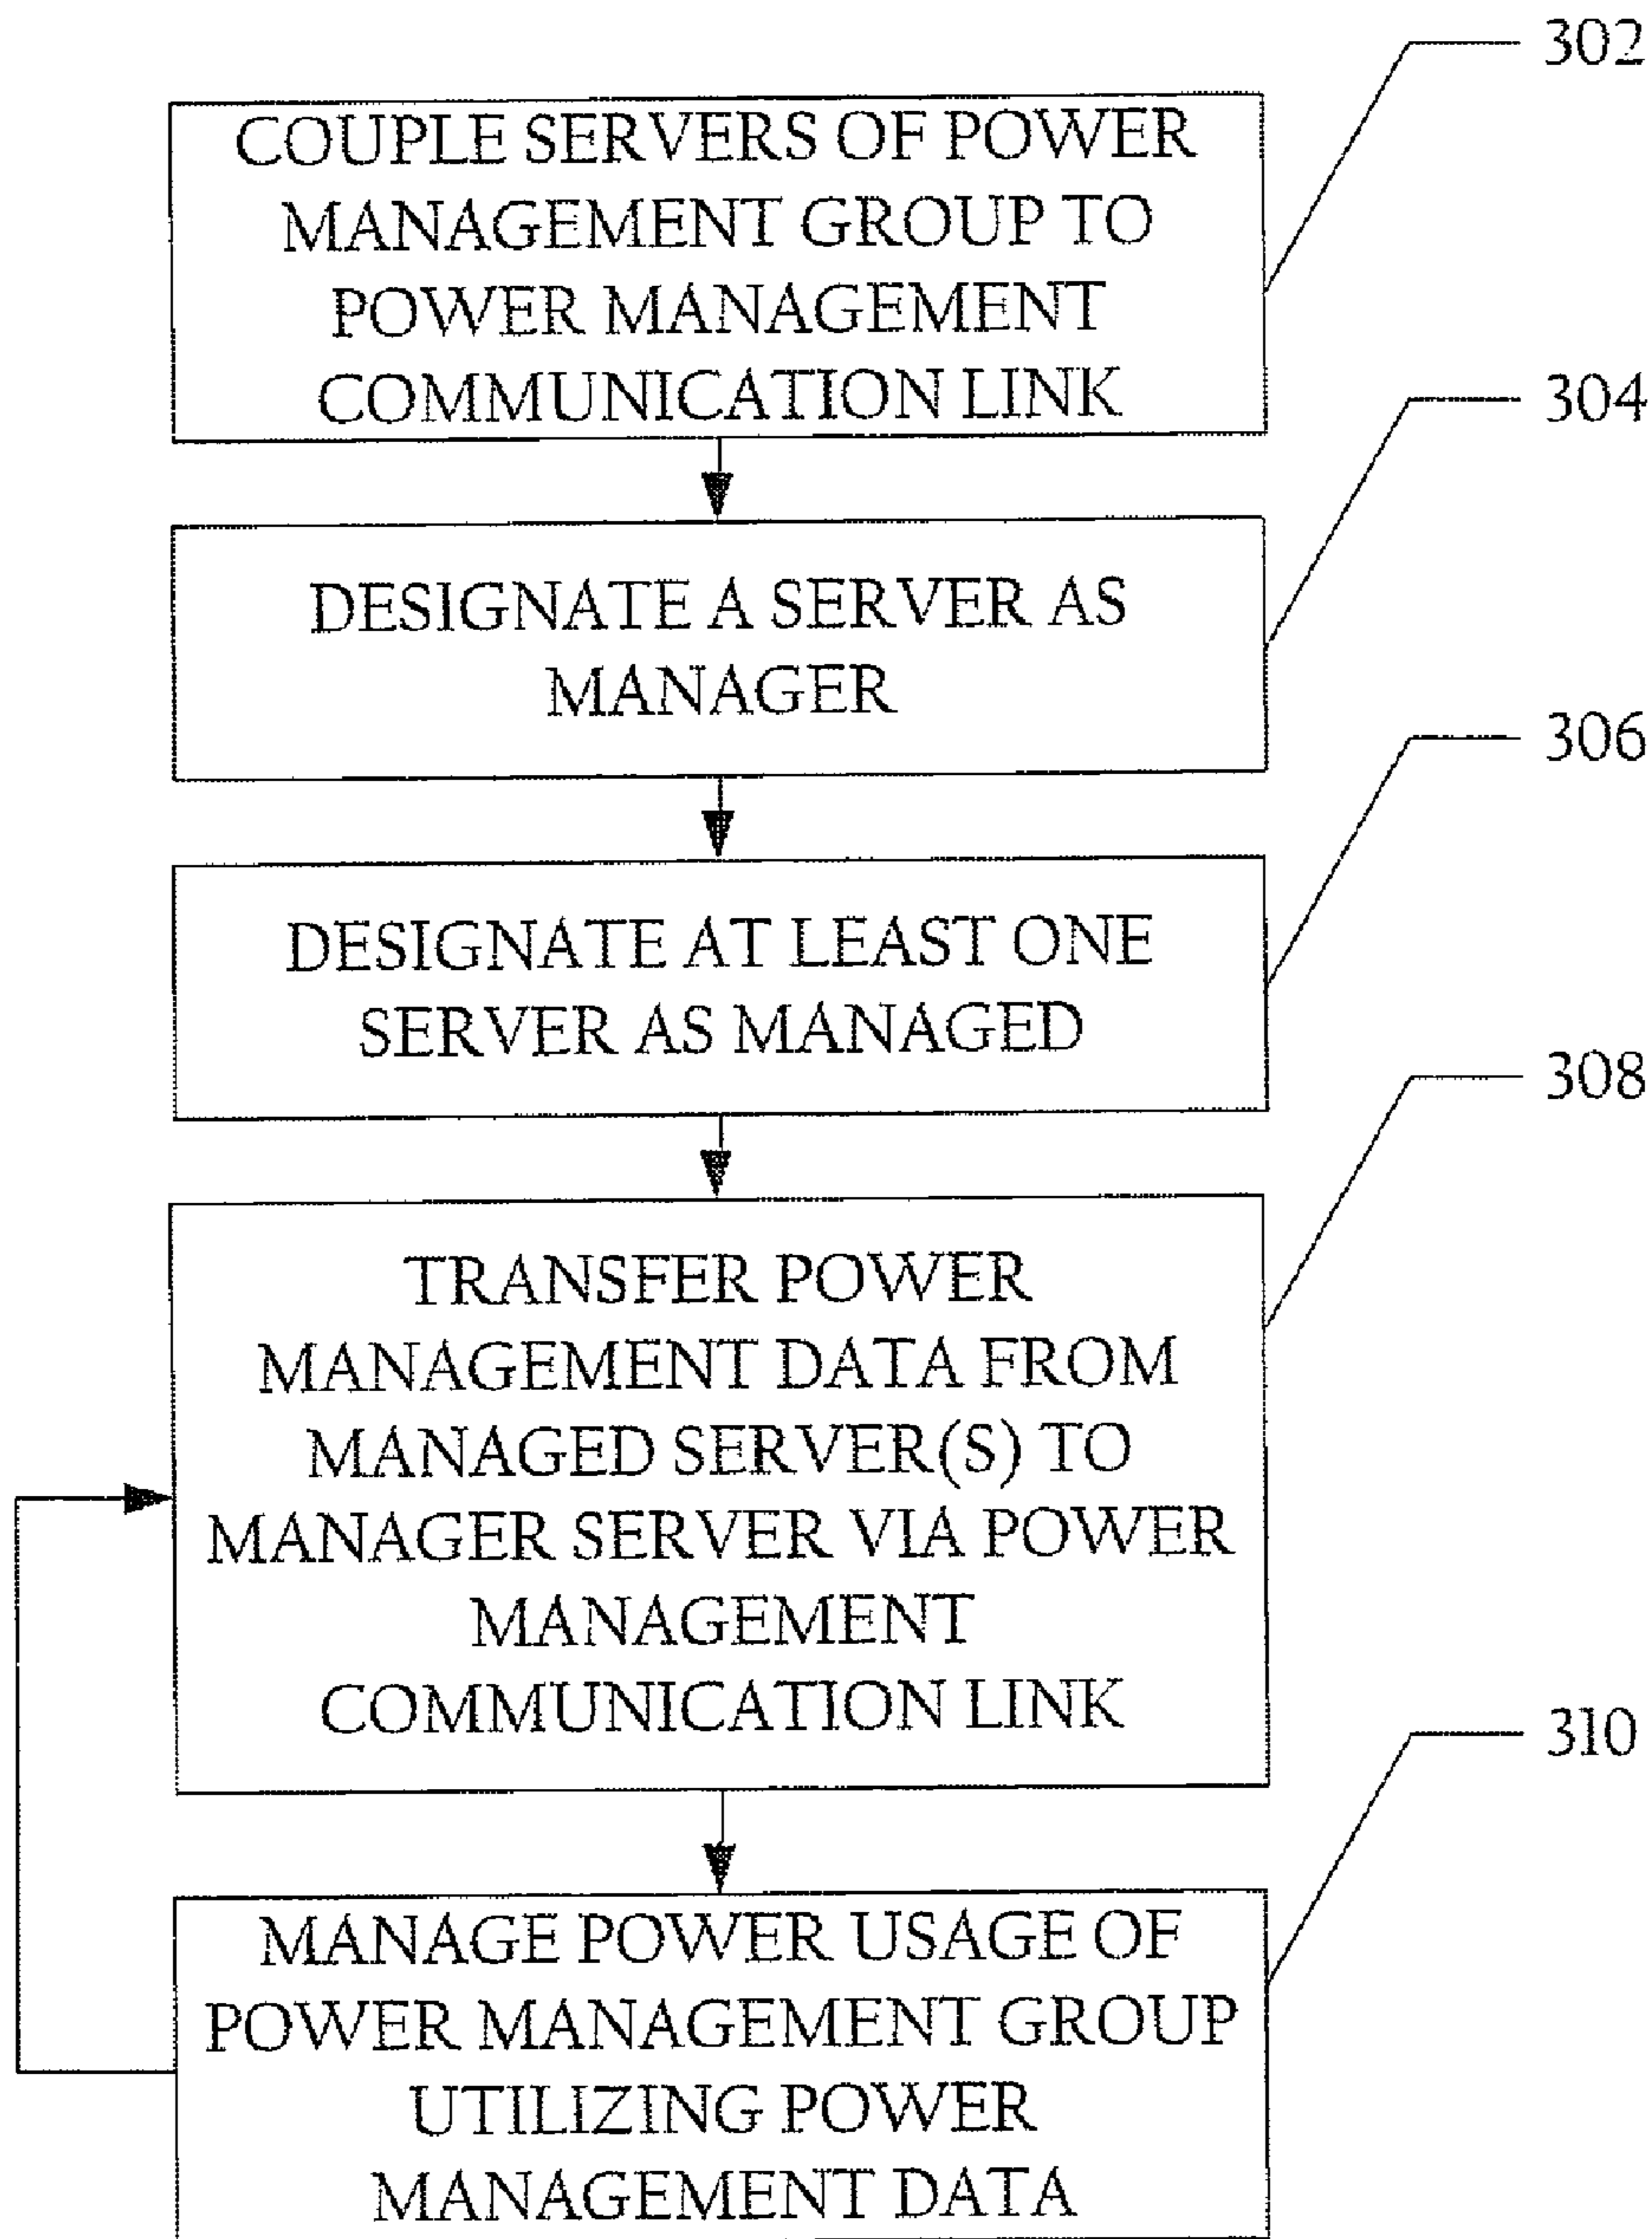 302
COUPLE SERVERS OF POWER
MANAGEMENT GROUP TO
POWER MANAGEMENT
COMMUNICATION LINK
304
DESIGNATE A SERVER AS
MANAGER
306
DESIGNATE AT LEAST ONE
SERVER AS MANAGED
308
TRANSFER POWER
MANAGEMENT DATA FROM
MANAGED SERVER(S) TO
MANAGER SERVER VIA POWER
MANAGEMENT
COMMUNICATION LINK
310
MANAGE POWER USAGE OF
POWER MANAGEMENT GROUP
UTILIZING POWER
MANAGEMENT DATA